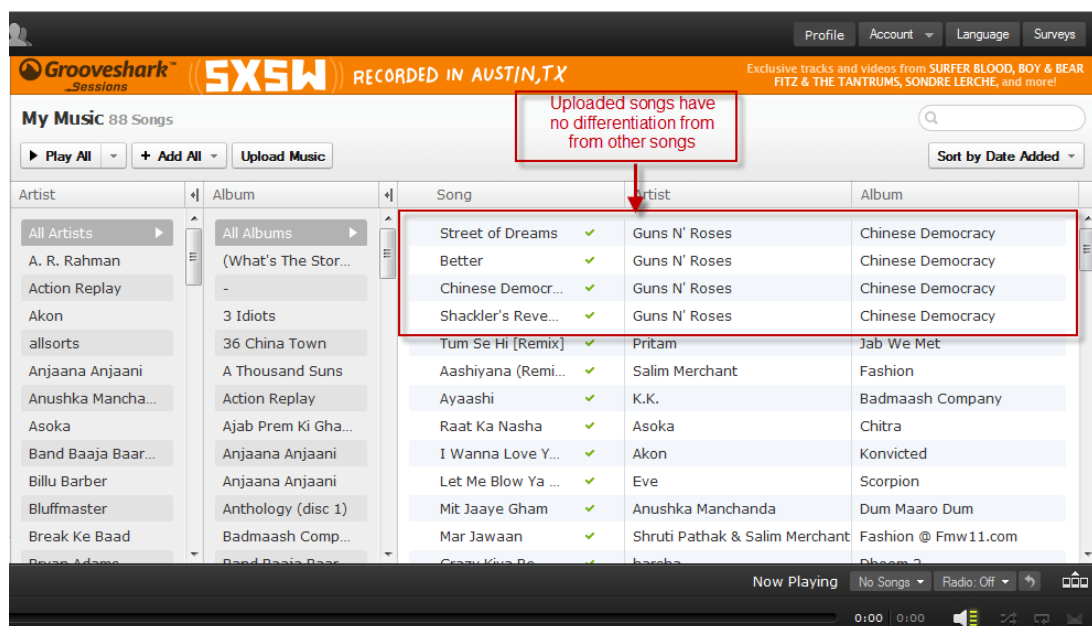 Profile Account Language Surveys
Grooveshark™ Sessions ((SXSW)) RECORDED IN AUSTIN,TX
Exclusive tracks and videos from SURFER BLOOD, BOY & BEAR
FITZ & THE TANTRUMS, SONDRE LERCHE, and more!
My Music 88 Songs
Uploaded songs have
no differentiation from
from other songs
Play All + Add All Upload Music Sort by Date Added
Artist Album Song Artist Album
All Artists All Albums Street of Dreams Guns N' Roses Chinese Democracy
A. R. Rahman (What's The Stor... Better Guns N' Roses Chinese Democracy
Action Replay - Chinese Democr... Guns N' Roses Chinese Democracy
Akon 3 Idiots Shackler's Reve... Guns N' Roses Chinese Democracy
allsorts 36 China Town Tum Se Hi [Remix] Pritam Jab We Met
Anjaana Anjaani A Thousand Suns Aashiyana (Remi... Salim Merchant Fashion
Anushka Mancha... Action Replay Ayaashi K.K. Badmaash Company
Asoka Ajab Prem Ki Gha... Raat Ka Nasha Asoka Chitra
Band Baaja Baar... Anjaana Anjaani I Wanna Love Y... Akon Konvicted
Billu Barber Anjaana Anjaani Let Me Blow Ya ... Eve Scorpion
Bluffmaster Anthology (disc 1) Mit Jaaye Gham Anushka Manchanda Dum Maaro Dum
Break Ke Baad Badmaash Comp... Mar Jawaan Shruti Pathak & Salim Merchant Fashion @ Fmw11.com
Bryan Adams Band Baaja Baar...
Now Playing No Songs Radio: Off
0:00 0:00